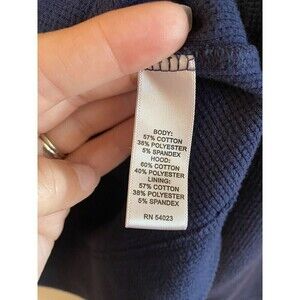 BODY:
57% COTTON
38% POLYESTER
5% SPANDEX
HOOD:
60% COTTON
40% POLYESTER
LINING:
57% COTTON
38% POLYESTER
5% SPANDEX
RN 54023